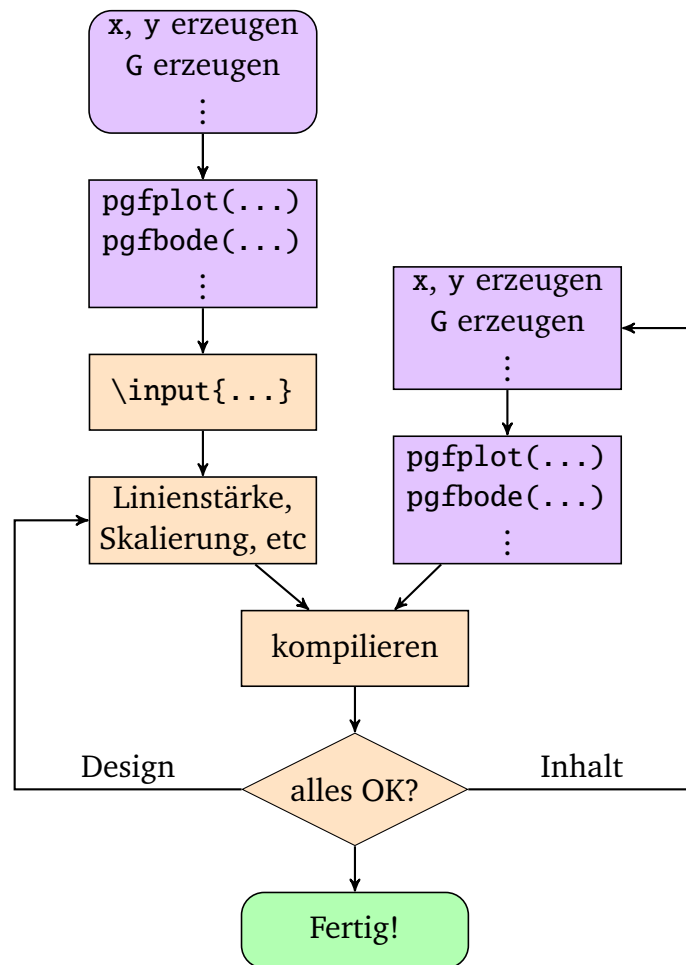 x, y erzeugen
G erzeugen
⋮
pgfplot(...)
pgfbode(...)
⋮
\input{...}
Linienstärke,
Skalierung, etc
x, y erzeugen
G erzeugen
⋮
pgfplot(...)
pgfbode(...)
⋮
kompilieren
Design
alles OK?
Inhalt
Fertig!